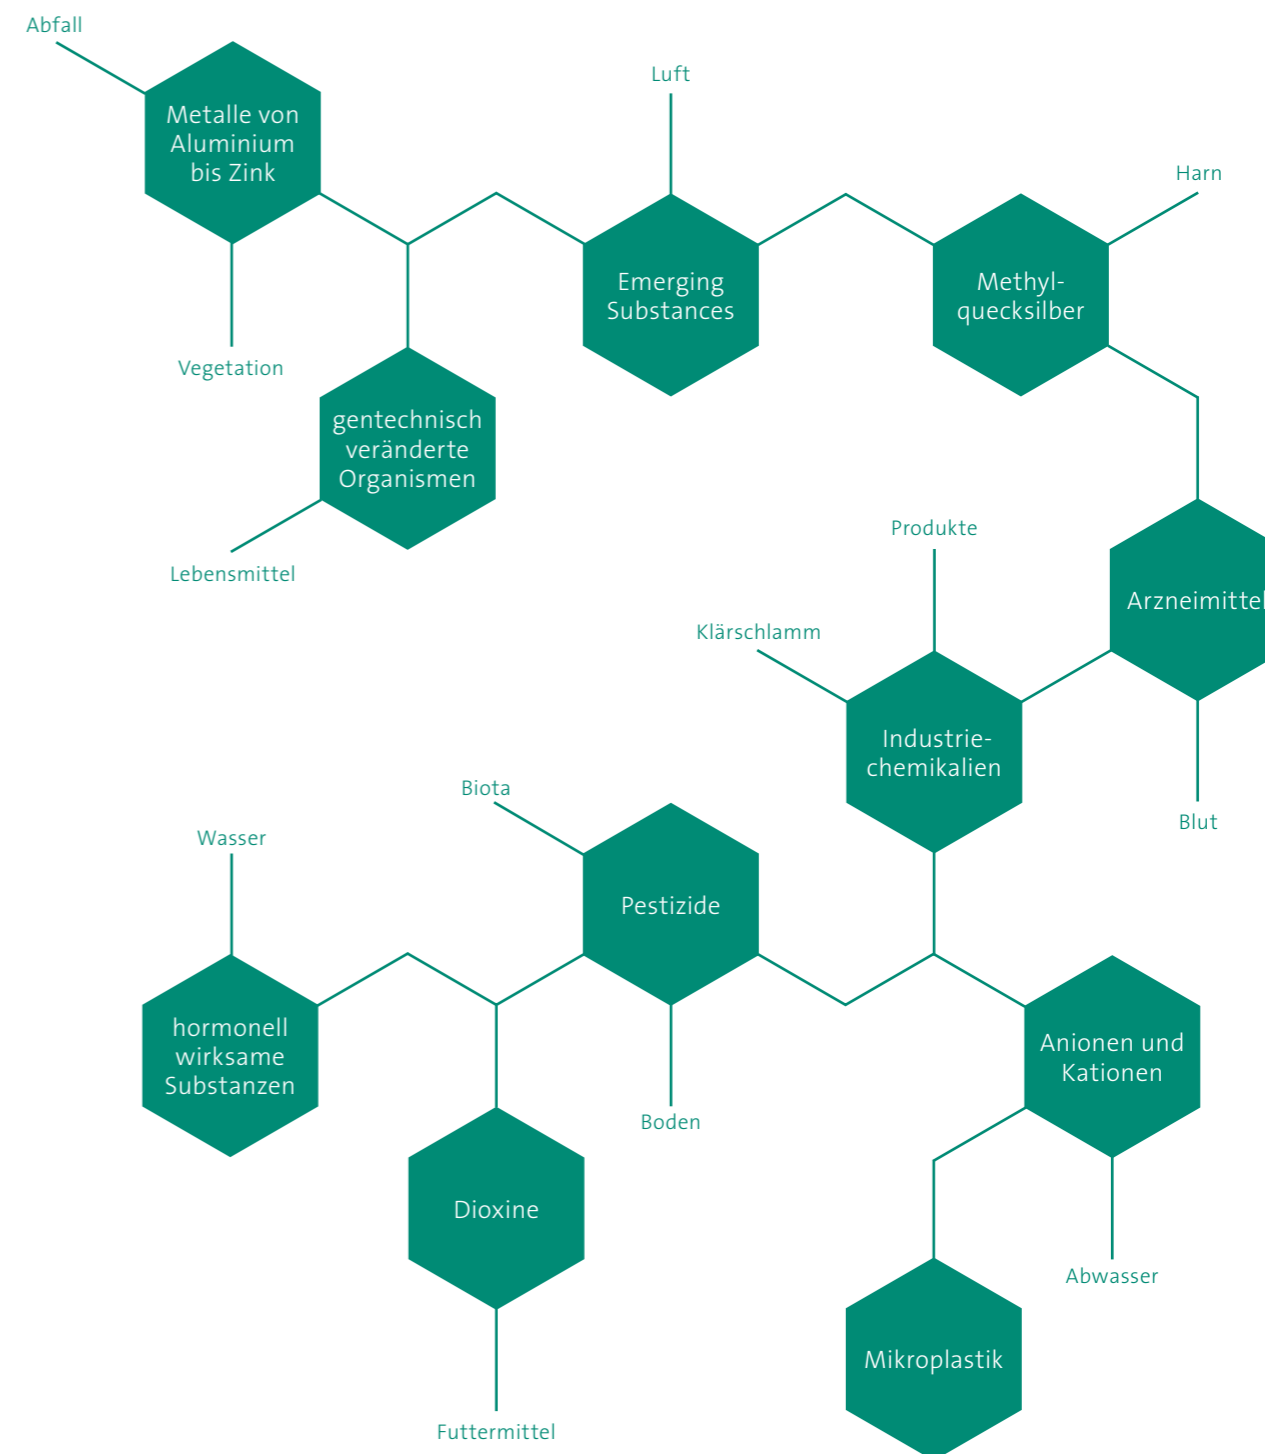 Abfall
Luft
Metalle von
Aluminium
bis Zink
Harn
Emerging
Substances
Methyl-
quecksilber
Vegetation
gentechnisch
veränderte
Organismen
Produkte
Lebensmittel
Arzneimittel
Klärschlamm
Industrie-
chemikalien
Biota
Blut
Wasser
Pestizide
hormonell
wirksame
Substanzen
Anionen und
Kationen
Boden
Dioxine
Abwasser
Mikroplastik
Futtermittel